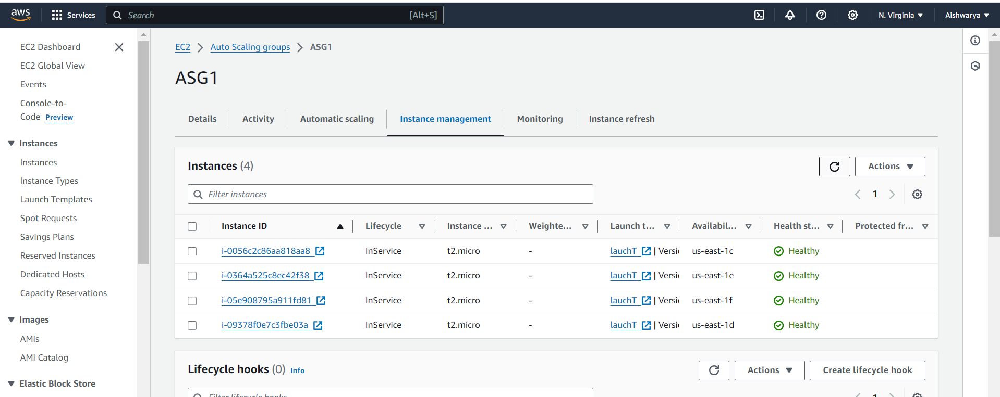 aws Services Search [Alt+S] N. Virginia Aishwarya
EC2 Dashboard
EC2 Global View
Events
Console-to-
Code Preview
Instances
Instances
Instance Types
Launch Templates
Spot Requests
Savings Plans
Reserved Instances
Dedicated Hosts
Capacity Reservations
Images
AMIs
AMI Catalog
Elastic Block Store
EC2 Auto Scaling groups ASG1
ASG1
Details Activity Automatic scaling Instance management Monitoring Instance refresh
Instances (4) Actions
Filter instances 1
Instance ID Lifecycle Instance ... Weighte... Launch t... Availabil... Health st... Protected fr...
i-0056c2c86aa818aa8 InService t2.micro - lauchT | Versi us-east-1c Healthy
i-0364a525c8ec42f38 InService t2.micro - lauchT | Versi us-east-1e Healthy
i-05e908795a911fd81 InService t2.micro - lauchT | Versi us-east-1f Healthy
i-09378f0e7c3fbe03a InService t2.micro - lauchT | Versi us-east-1d Healthy
Lifecycle hooks (0) Info Actions Create lifecycle hook
Filter lifecycle hooks 1